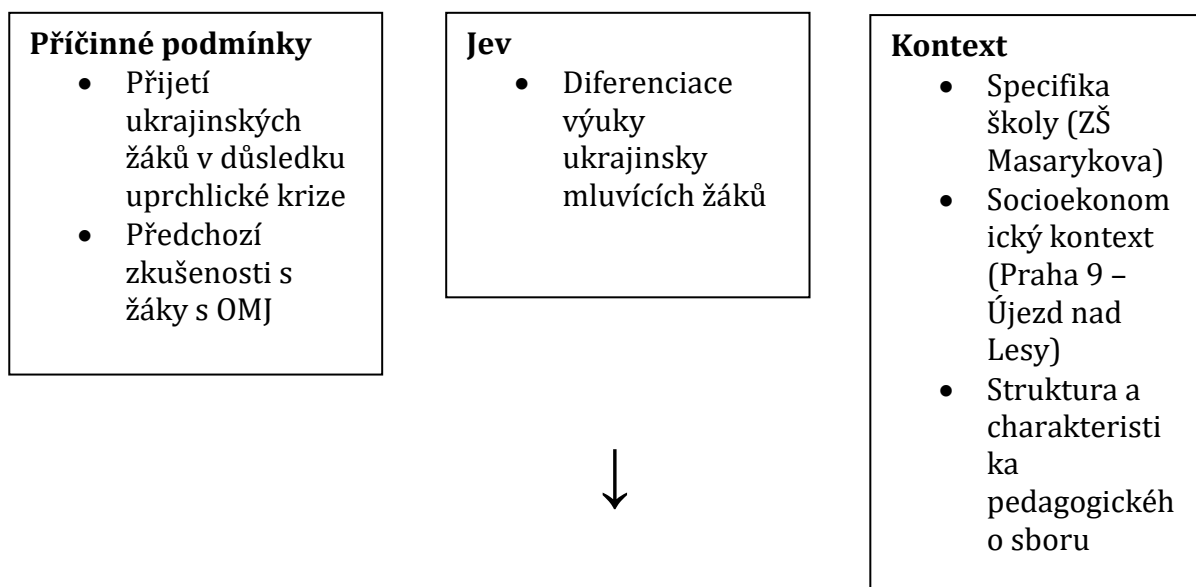 Příčinné podmínky
• Přijetí
ukrajinských
žáků v důsledku
uprchlické krize
• Předchozí
zkušenosti s
žáky s OMJ
Jev
• Diferenciace
výuky
ukrajinsky
mluvících žáků
Kontext
• Specifika
školy (ZŠ
Masarykova)
• Socioekonom
ický kontext
(Praha 9 –
Újezd nad
Lesy)
• Struktura a
charakteristi
ka
pedagogickéh
o sboru
↓